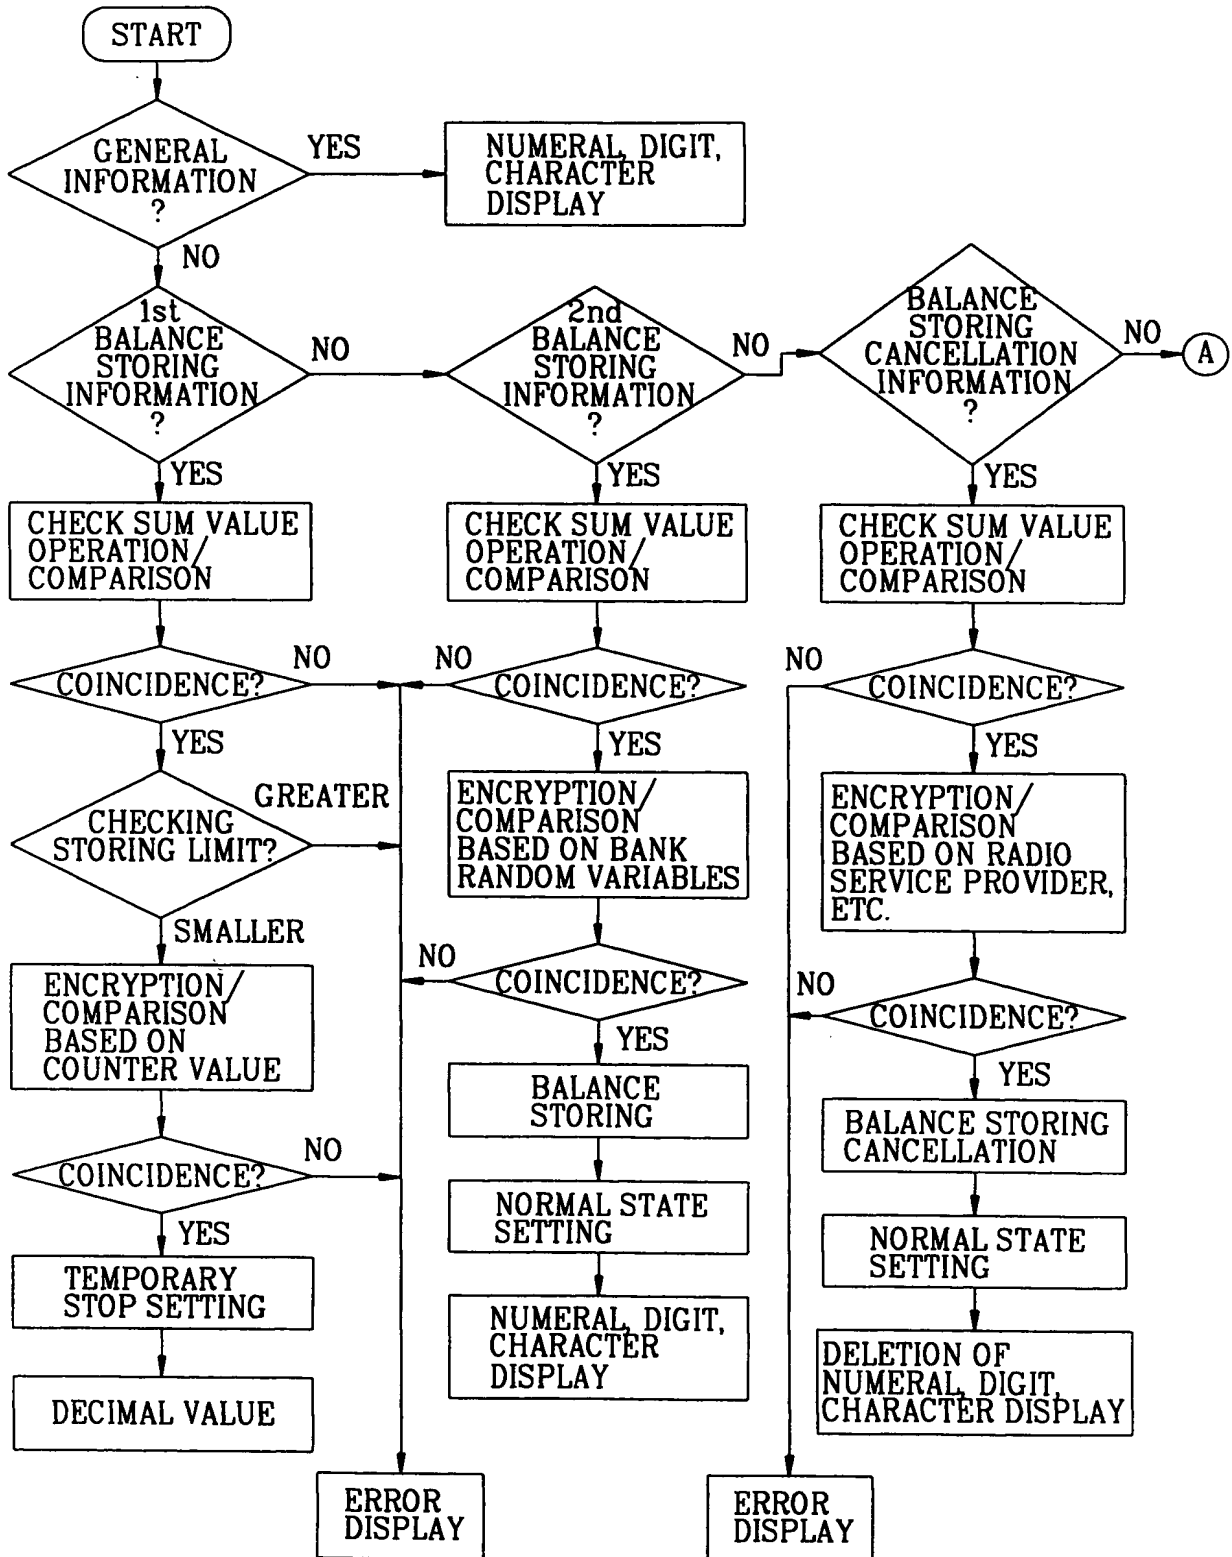 START
GENERAL
INFORMATION
?
YES
NUMERAL, DIGIT,
CHARACTER
DISPLAY
NO
1st
BALANCE
STORING
INFORMATION
?
NO
2nd
BALANCE
STORING
INFORMATION
?
NO
BALANCE
STORING
CANCELLATION
INFORMATION
?
NO
A
YES
CHECK SUM VALUE
OPERATION/
COMPARISON
YES
CHECK SUM VALUE
OPERATION/
COMPARISON
YES
CHECK SUM VALUE
OPERATION/
COMPARISON
COINCIDENCE?
NO
NO
COINCIDENCE?
NO
COINCIDENCE?
YES
CHECKING
STORING LIMIT?
GREATER
SMALLER
ENCRYPTION/
COMPARISON
BASED ON
COUNTER VALUE
COINCIDENCE?
NO
YES
TEMPORARY
STOP SETTING
DECIMAL VALUE
YES
ENCRYPTION/
COMPARISON
BASED ON BANK
RANDOM VARIABLES
NO
COINCIDENCE?
YES
BALANCE
STORING
NORMAL STATE
SETTING
NUMERAL, DIGIT,
CHARACTER
DISPLAY
YES
ENCRYPTION/
COMPARISON
BASED ON RADIO
SERVICE PROVIDER,
ETC.
NO
COINCIDENCE?
YES
BALANCE STORING
CANCELLATION
NORMAL STATE
SETTING
DELETION OF
NUMERAL, DIGIT,
CHARACTER DISPLAY
ERROR
DISPLAY
ERROR
DISPLAY